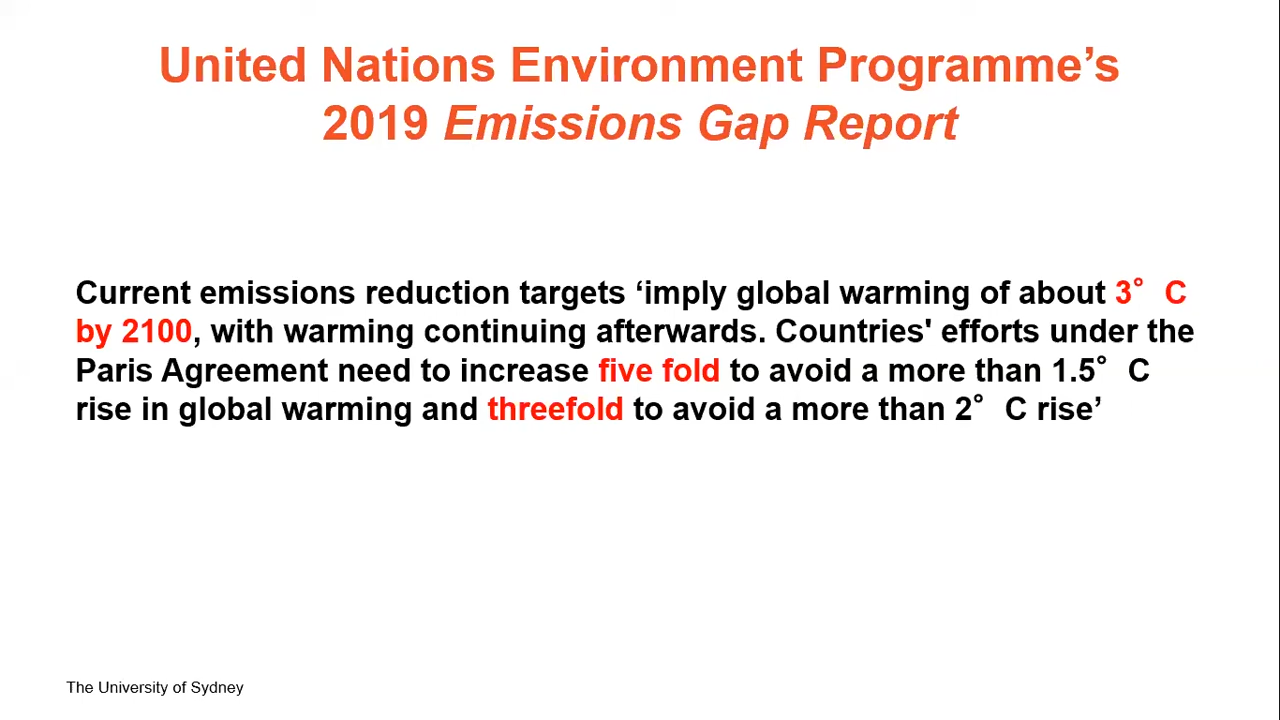 United Nations Environment Programme’s
2019 Emissions Gap Report
Current emissions reduction targets ‘imply global warming of about 3° C
by 2100, with warming continuing afterwards. Countries' efforts under the
Paris Agreement need to increase five fold to avoid a more than 1.5° C
rise in global warming and threefold to avoid a more than 2° C rise’
The University of Sydney